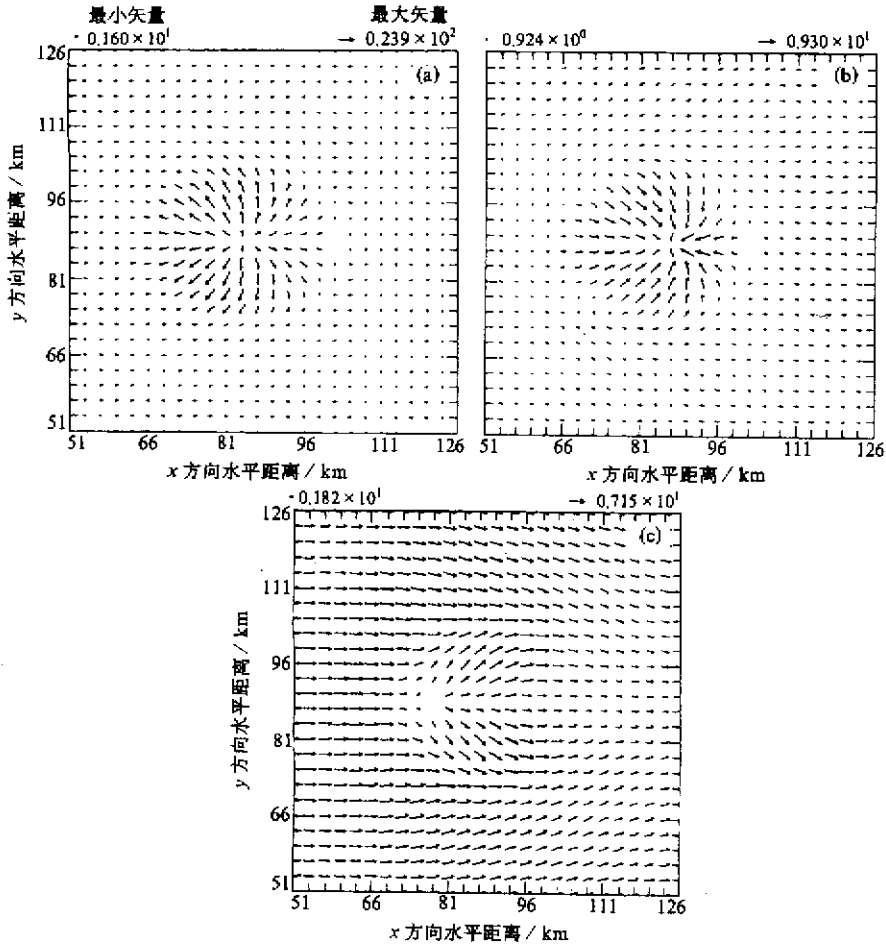 最小矢量 最大矢量
0.160×10¹ → 0.239×10²
(a)
126
111
96
81
66
51
y 方向水平距离 / km
51 66 81 96 111 126
x 方向水平距离 / km
0.924×10⁰ → 0.930×10¹
(b)
51 66 81 96 111 126
x 方向水平距离 / km
0.182×10¹ → 0.715×10¹
(c)
126
111
96
81
66
51
y 方向水平距离 / km
51 66 81 96 111 126
x 方向水平距离 / km